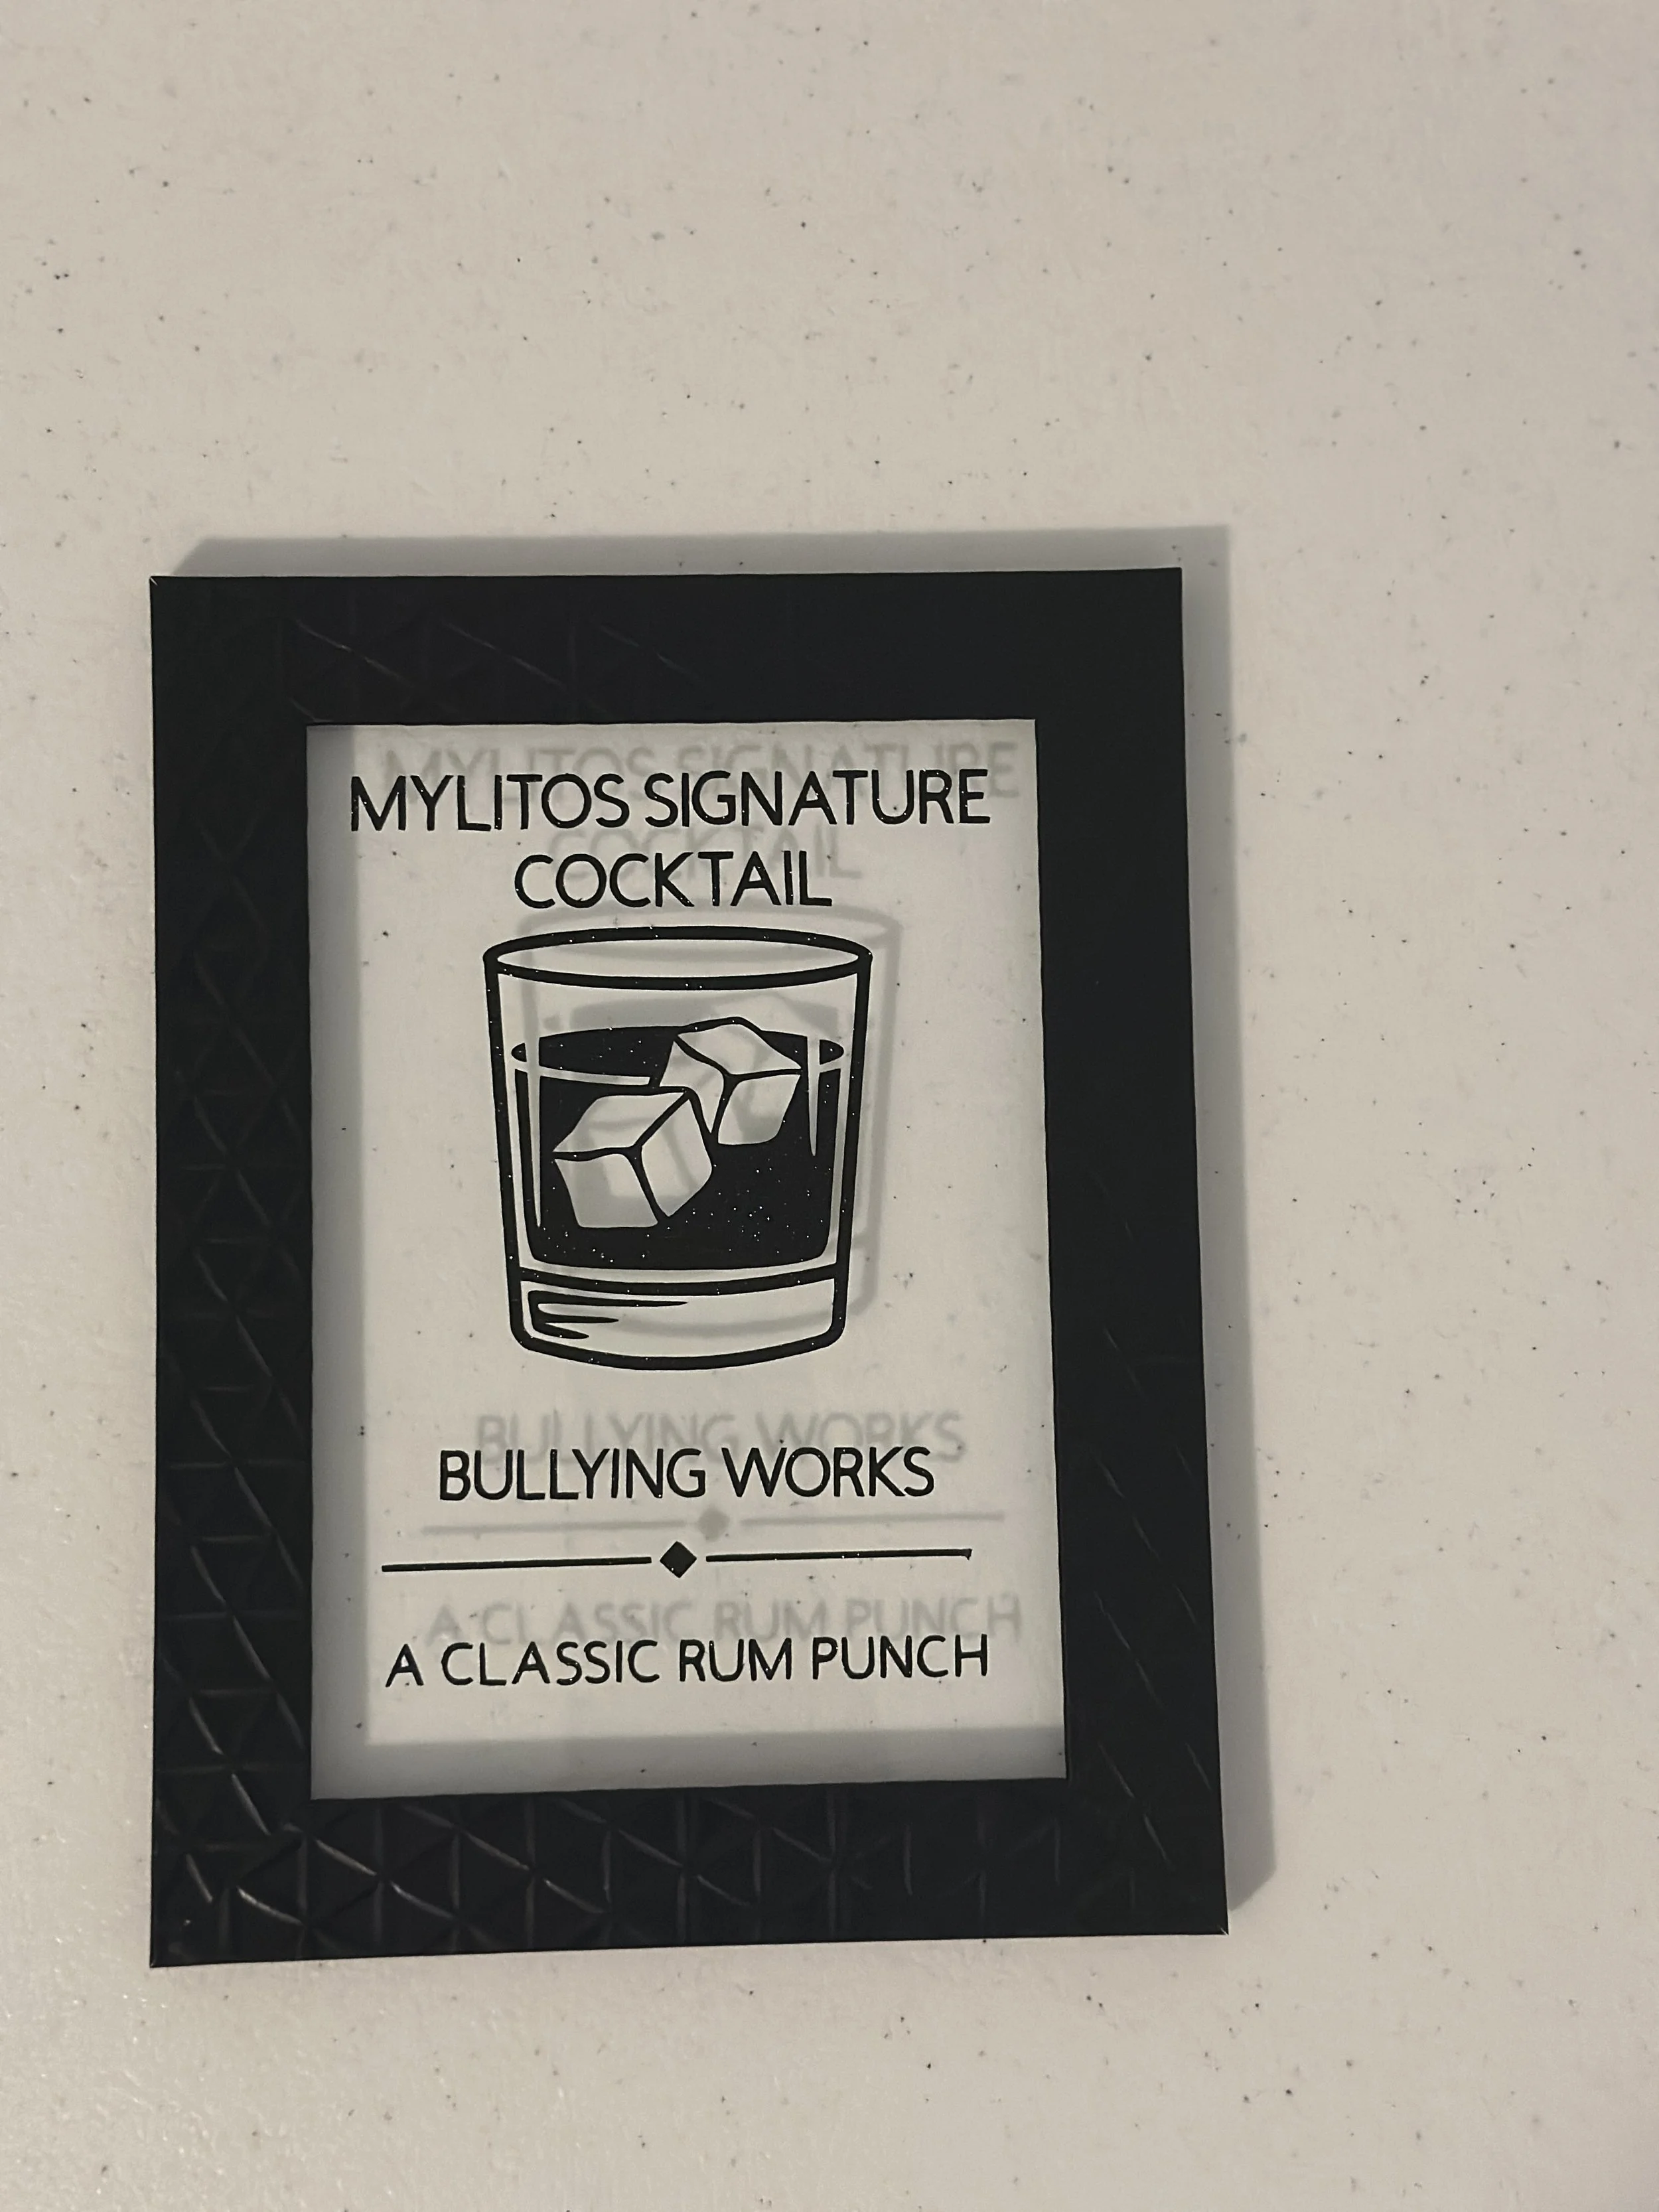 MYLITOS SIGNATURE
COCKTAIL
BULLYING WORKS
A CLASSIC RUM PUNCH